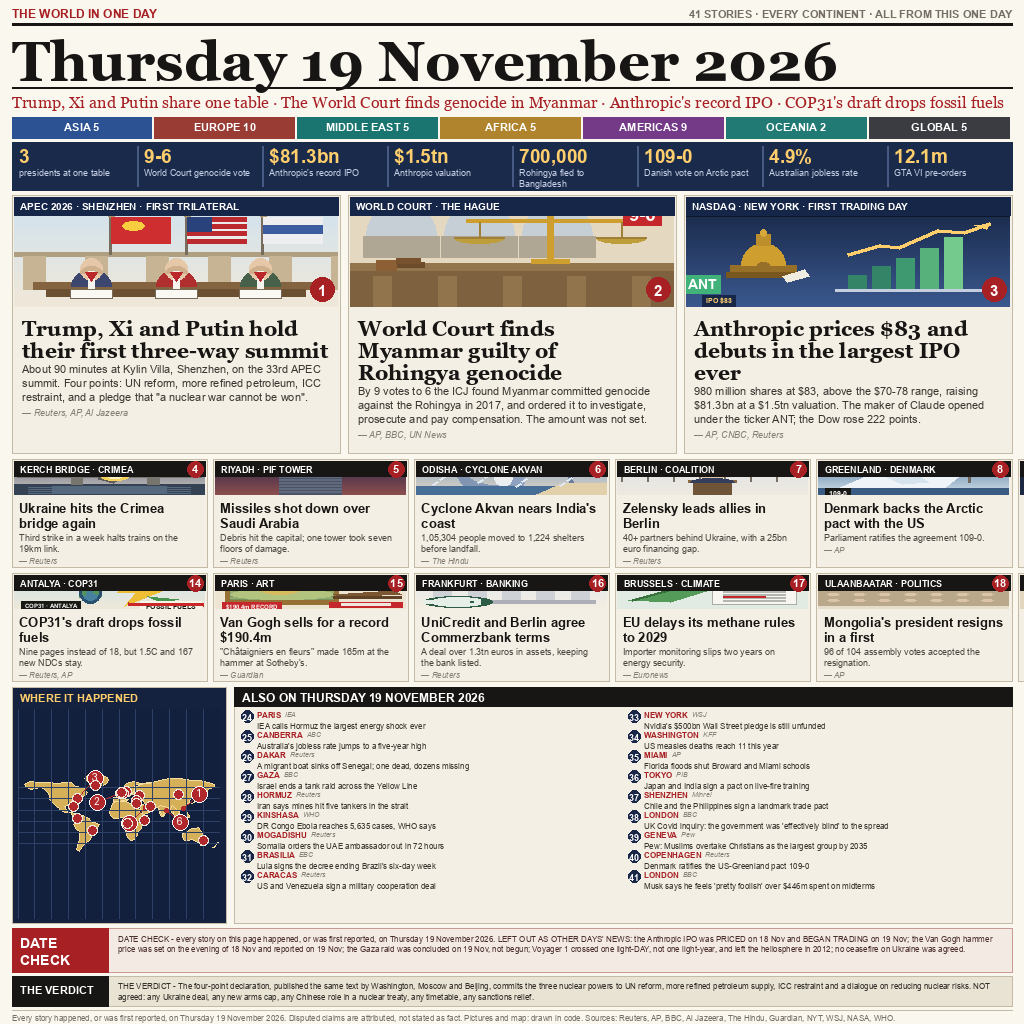 THE WORLD IN ONE DAY
41 STORIES · EVERY CONTINENT · ALL FROM THIS ONE DAY
Thursday 19 November 2026
Trump, Xi and Putin share one table · The World Court finds genocide in Myanmar · Anthropic's record IPO · COP31's draft drops fossil fuels
ASIA 5
EUROPE 10
MIDDLE EAST 5
AFRICA 5
AMERICAS 9
OCEANIA 2
GLOBAL 5
3
presidents at one table
9-6
World Court genocide vote
$81.3bn
Anthropic's record IPO
$1.5tn
Anthropic valuation
700,000
Rohingya fled to
Bangladesh
109-0
Danish vote on Arctic pact
4.9%
Australian jobless rate
12.1m
GTA VI pre-orders
APEC 2026 · SHENZHEN · FIRST TRILATERAL
1
Trump, Xi and Putin hold
their first three-way summit
About 90 minutes at Kylin Villa, Shenzhen, on the 33rd APEC
summit. Four points: UN reform, more refined petroleum, ICC
restraint, and a pledge that "a nuclear war cannot be won".
— Reuters, AP, Al Jazeera
WORLD COURT · THE HAGUE
9-6
2
World Court finds
Myanmar guilty of
Rohingya genocide
By 9 votes to 6 the ICJ found Myanmar committed genocide
against the Rohingya in 2017, and ordered it to investigate,
prosecute and pay compensation. The amount was not set.
— AP, BBC, UN News
NASDAQ · NEW YORK · FIRST TRADING DAY
ANT
IPO $83
3
Anthropic prices $83 and
debuts in the largest IPO
ever
980 million shares at $83, above the $70-78 range, raising
$81.3bn at a $1.5tn valuation. The maker of Claude opened
under the ticker ANT; the Dow rose 222 points.
— AP, CNBC, Reuters
KERCH BRIDGE · CRIMEA
4
Ukraine hits the Crimea
bridge again
Third strike in a week halts trains on the
19km link.
— Reuters
RIYADH · PIF TOWER
5
Missiles shot down over
Saudi Arabia
Debris hit the capital; one tower took seven
floors of damage.
— Reuters
ODISHA · CYCLONE AKVAN
6
Cyclone Akvan nears India's
coast
1,05,304 people moved to 1,224 shelters
before landfall.
— The Hindu
BERLIN · COALITION
7
Zelensky leads allies in
Berlin
40+ partners behind Ukraine, with a 25bn
euro financing gap.
— Reuters
GREENLAND · DENMARK
8
109-0
Denmark backs the Arctic
pact with the US
Parliament ratifies the agreement 109-0.
— AP
ANTALYA · COP31
14
COP31 · ANTALYA
FOSSIL FUELS
COP31's draft drops fossil
fuels
Nine pages instead of 18, but 1.5C and 167
new NDCs stay.
— Reuters, AP
PARIS · ART
15
$190.4m RECORD
Van Gogh sells for a record
$190.4m
"Châtaigniers en fleurs" made 165m at the
hammer at Sotheby's.
— Guardian
FRANKFURT · BANKING
16
UniCredit and Berlin agree
Commerzbank terms
A deal over 1.3tn euros in assets, keeping
the bank listed.
— Reuters
BRUSSELS · CLIMATE
17
EU delays its methane rules
to 2029
Importer monitoring slips two years on
energy security.
— Euronews
ULAANBAATAR · POLITICS
18
Mongolia's president resigns
in a first
96 of 104 assembly votes accepted the
resignation.
— AP
WHERE IT HAPPENED
3
2
1
6
ALSO ON THURSDAY 19 NOVEMBER 2026
24 PARIS IEA
IEA calls Hormuz the largest energy shock ever
25 CANBERRA ABC
Australia's jobless rate jumps to a five-year high
26 DAKAR Reuters
A migrant boat sinks off Senegal; one dead, dozens missing
27 GAZA BBC
Israel ends a tank raid across the Yellow Line
28 HORMUZ Reuters
Iran says mines hit five tankers in the strait
29 KINSHASA WHO
DR Congo Ebola reaches 5,635 cases, WHO says
30 MOGADISHU Reuters
Somalia orders the UAE ambassador out in 72 hours
31 BRASILIA EBC
Lula signs the decree ending Brazil's six-day week
32 CARACAS Reuters
US and Venezuela sign a military cooperation deal
33 NEW YORK WSJ
Nvidia's $500bn Wall Street pledge is still unfunded
34 WASHINGTON KFF
US measles deaths reach 11 this year
35 MIAMI AP
Florida floods shut Broward and Miami schools
36 TOKYO PIB
Japan and India sign a pact on live-fire training
37 SHENZHEN Minrel
Chile and the Philippines sign a landmark trade pact
38 LONDON BBC
UK Covid inquiry: the government was 'effectively blind' to the spread
39 GENEVA Pew
Pew: Muslims overtake Christians as the largest group by 2035
40 COPENHAGEN Reuters
Denmark ratifies the US-Greenland pact 109-0
41 LONDON BBC
Musk says he feels 'pretty foolish' over $446m spent on midterms
DATE
CHECK
DATE CHECK - every story on this page happened, or was first reported, on Thursday 19 November 2026. LEFT OUT AS OTHER DAYS' NEWS: the Anthropic IPO was PRICED on 18 Nov and BEGAN TRADING on 19 Nov; the Van Gogh hammer
price was set on the evening of 18 Nov and reported on 19 Nov; the Gaza raid was concluded on 19 Nov, not begun; Voyager 1 crossed one light-DAY, not one light-year, and left the heliosphere in 2012; no ceasefire on Ukraine was agreed.
THE VERDICT
THE VERDICT - The four-point declaration, published the same text by Washington, Moscow and Beijing, commits the three nuclear powers to UN reform, more refined petroleum supply, ICC restraint and a dialogue on reducing nuclear risks. NOT
agreed: any Ukraine deal, any new arms cap, any Chinese role in a nuclear treaty, any timetable, any sanctions relief.
Every story happened, or was first reported, on Thursday 19 November 2026. Disputed claims are attributed, not stated as fact. Pictures and map: drawn in code. Sources: Reuters, AP, BBC, Al Jazeera, The Hindu, Guardian, NYT, WSJ, NASA, WHO.